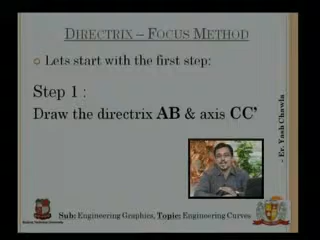 DIRECTRIX – FOCUS METHOD
Lets start with the first step:
Step 1 :
Draw the directrix AB & axis CC’
- Er. Yash Chawla
Sub: Engineering Graphics, Topic: Engineering Curves